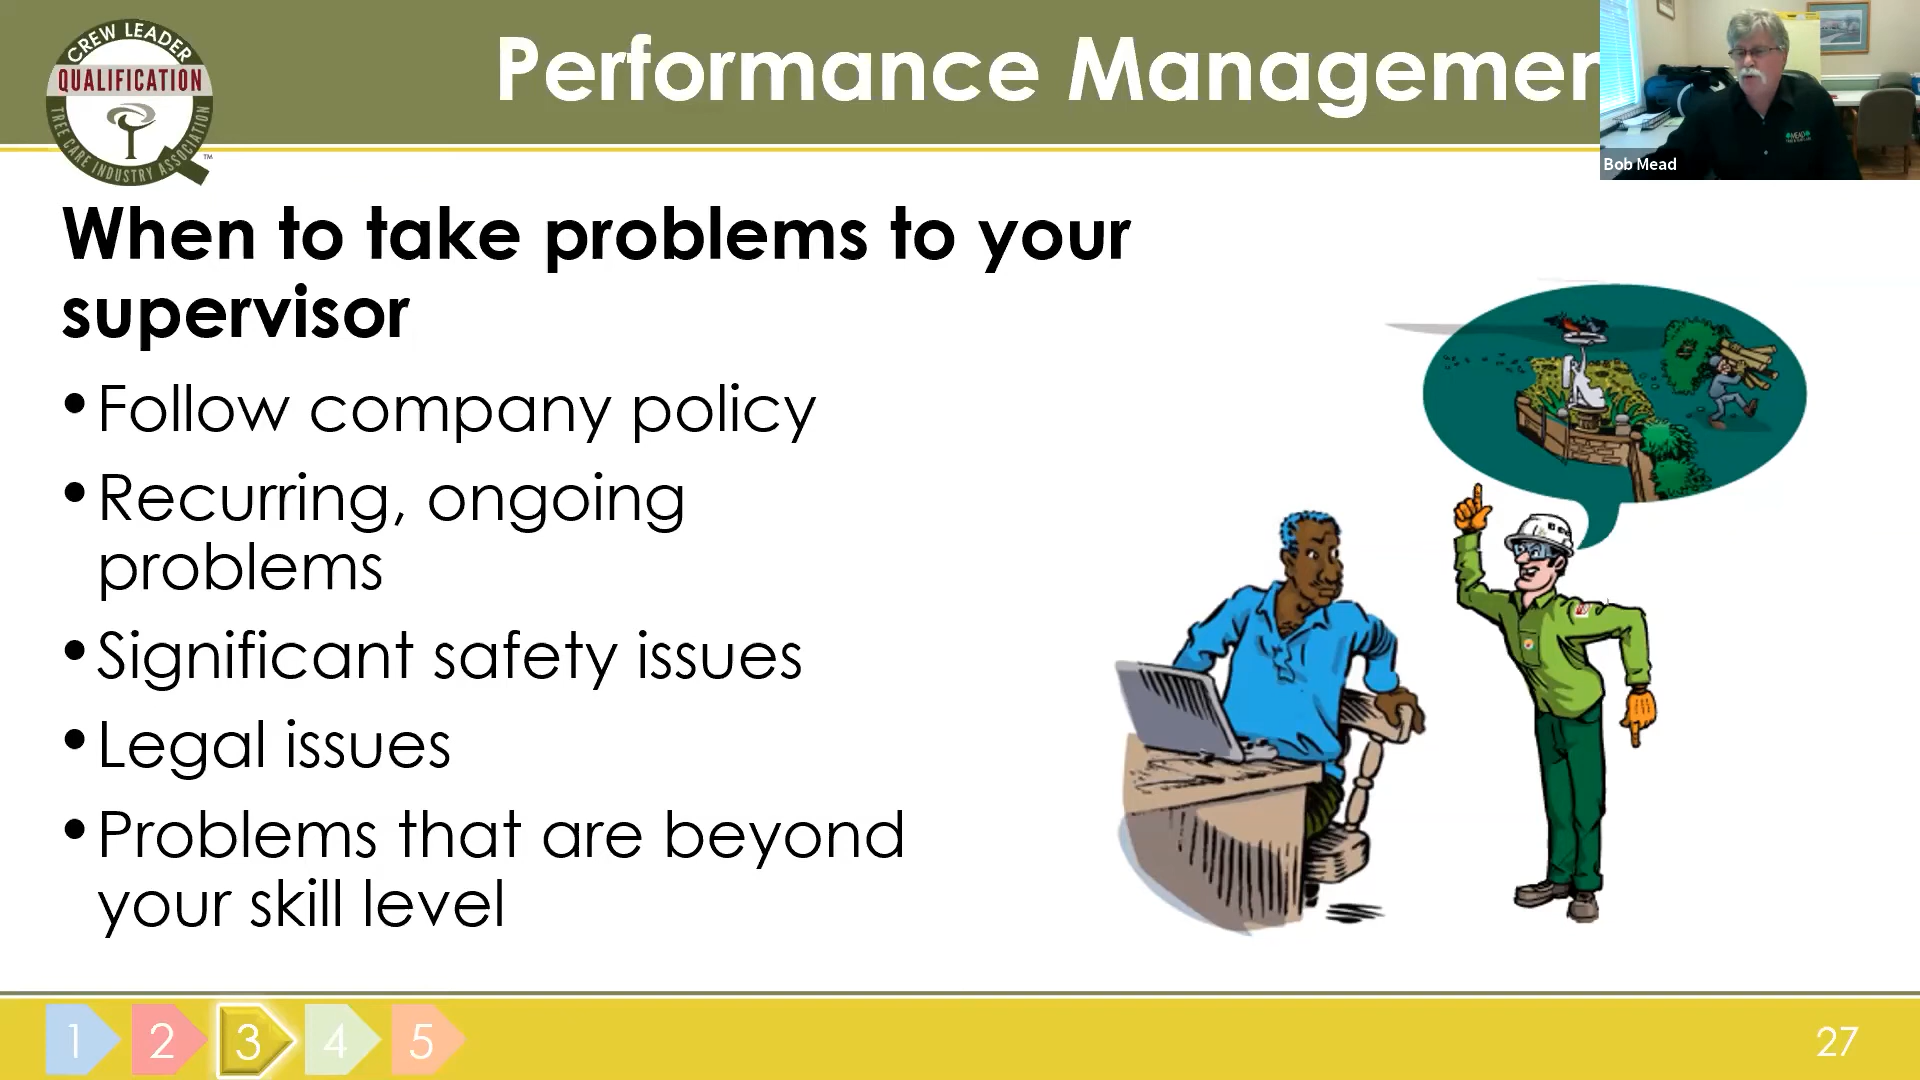 CREW LEADER
QUALIFICATION
TREE CARE INDUSTRY ASSOCIATION
™
Performance Managemen
Bob Mead
When to take problems to your
supervisor
• Follow company policy
• Recurring, ongoing
problems
• Significant safety issues
• Legal issues
• Problems that are beyond
your skill level
1 2 3 4 5
27